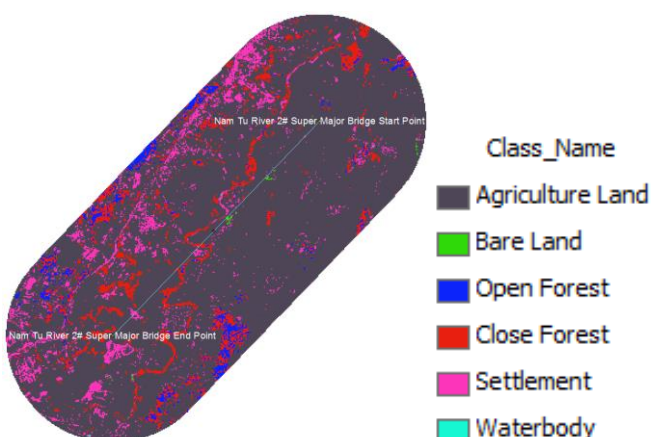 Nam Tu River 2# Super Major Bridge Start Point
Nam Tu River 2# Super Major Bridge End Point
Class_Name
Agriculture Land
Bare Land
Open Forest
Close Forest
Settlement
Waterbody